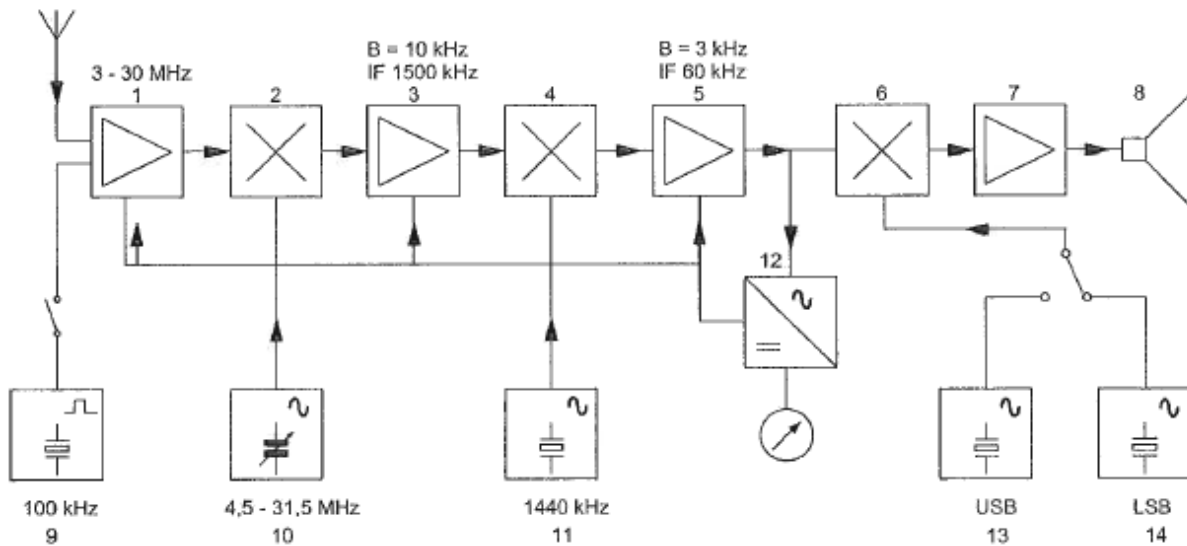 B = 10 kHz
IF 1500 kHz
B = 3 kHz
IF 60 kHz
3 - 30 MHz
1
2
3
4
5
6
7
8
12
100 kHz
4,5 - 31,5 MHz
1440 kHz
USB
LSB
9
10
11
13
14